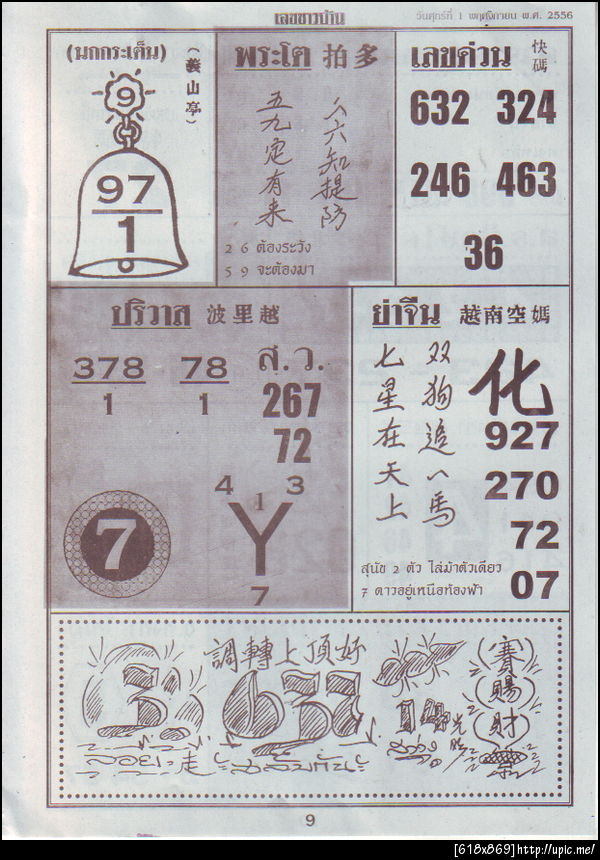 เลขชาวบ้าน
วันศุกร์ที่ 1 พฤศจิกายน พ.ศ. 2556
(นกกระเต็น)
(義山亭)
9
97
1
พระโต 拍多
五九定有来
六知提防
2 6 ต้องระวัง
5 9 จะต้องมา
เลขด่วน 快碼
632 324
246 463
36
ปริวาส 波里越
378
1
78
1
ส.ว.
267
72
7
4 1 3
Y
7
ย่าจีน 越南空媽
双狗追一馬
七星在天上
化
927
270
72
07
สุนัข 2 ตัว ไล่ม้าตัวเดียว
7 ดาวอยู่เหนือท้องฟ้า
調轉上頂好
3
632
賽賜財
9
[618x869]http://upic.me/